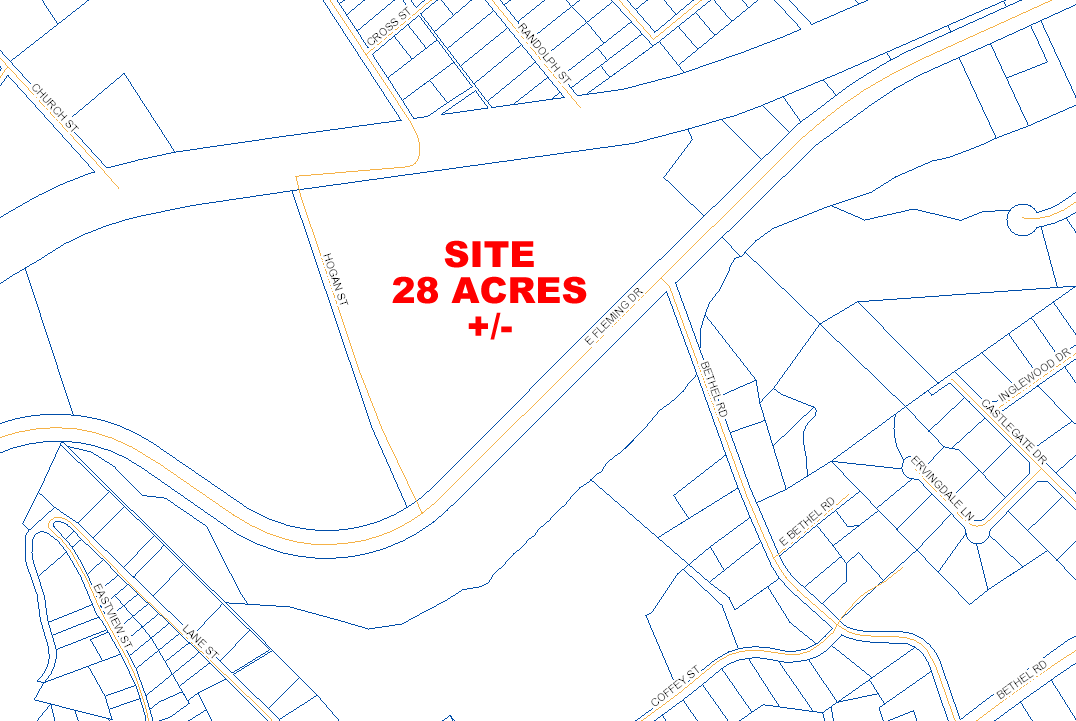 CROSS ST
RANDOLPH ST
CHURCH ST
SITE
28 ACRES
+/-
HOGAN ST
E FLEMING DR
BETHEL RD
INGLEWOOD DR
CASTLEGATE DR
ERVINGDALE LN
E BETHEL RD
EASTVIEW ST
LANE ST
COFFEY ST
BETHEL RD